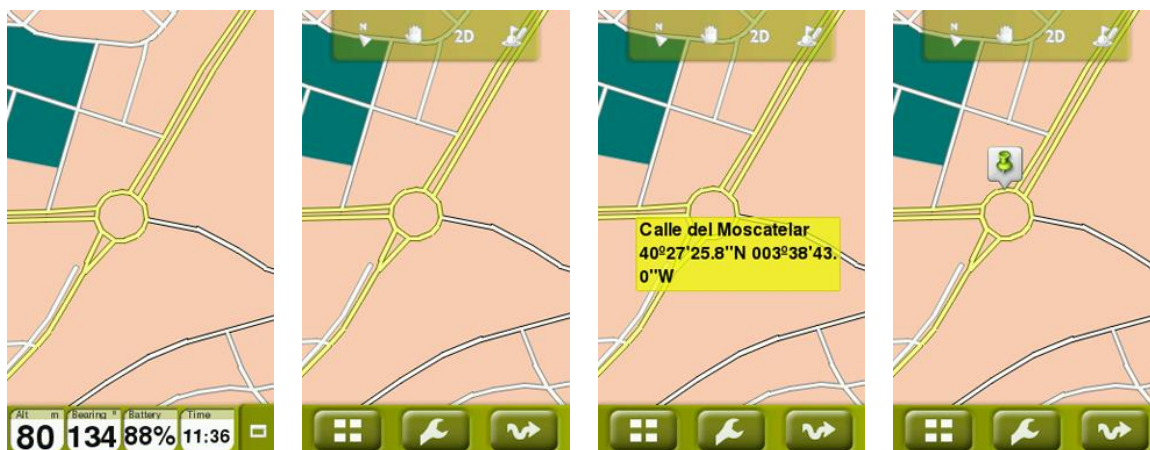 Alt m Bearing º Battery Time
80 134 88% 11:36
N 2D
N 2D
Calle del Moscatelar
40º27'25.8"N 003º38'43.
0"W
N 2D